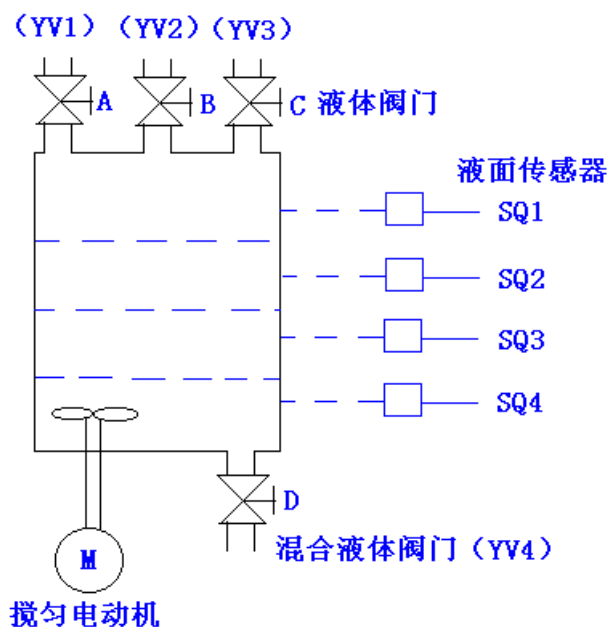 （YV1）（YV2）（YV3）
A B C 液体阀门
液面传感器
SQ1
SQ2
SQ3
SQ4
D
混合液体阀门（YV4）
M
搅匀电动机